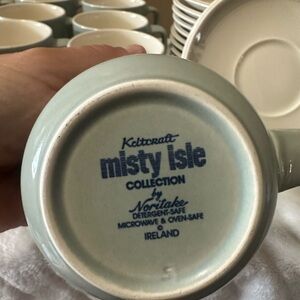 Keltcraft
misty isle
COLLECTION
by
Noritake
DETERGENT-SAFE
MICROWAVE & OVEN-SAFE
©
IRELAND